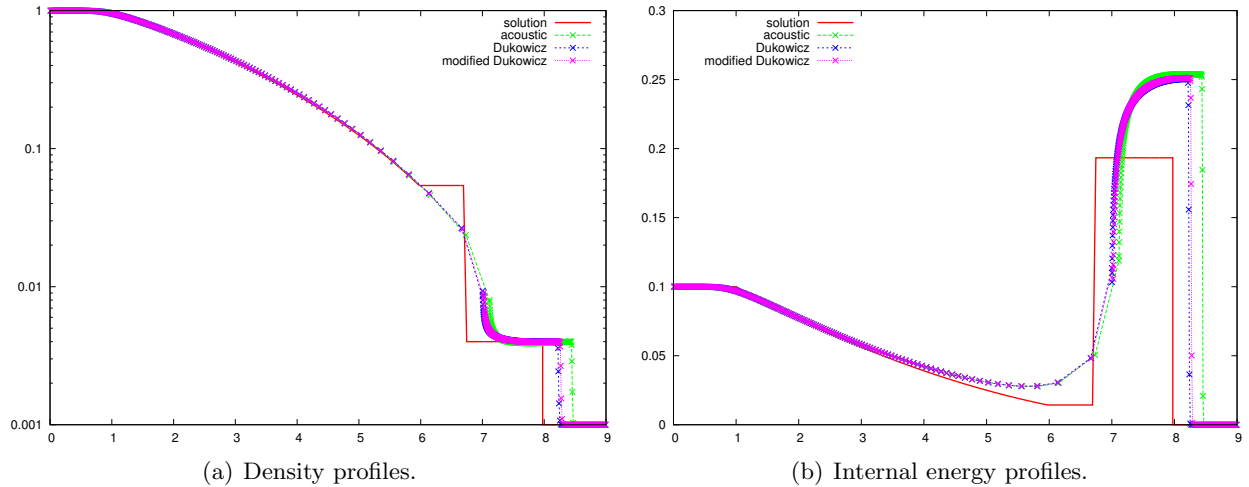 1
0.1
0.01
0.001
0 1 2 3 4 5 6 7 8 9
solution
acoustic
Dukowicz
modified Dukowicz
(a) Density profiles.
0.3
0.25
0.2
0.15
0.1
0.05
0
0 1 2 3 4 5 6 7 8 9
solution
acoustic
Dukowicz
modified Dukowicz
(b) Internal energy profiles.